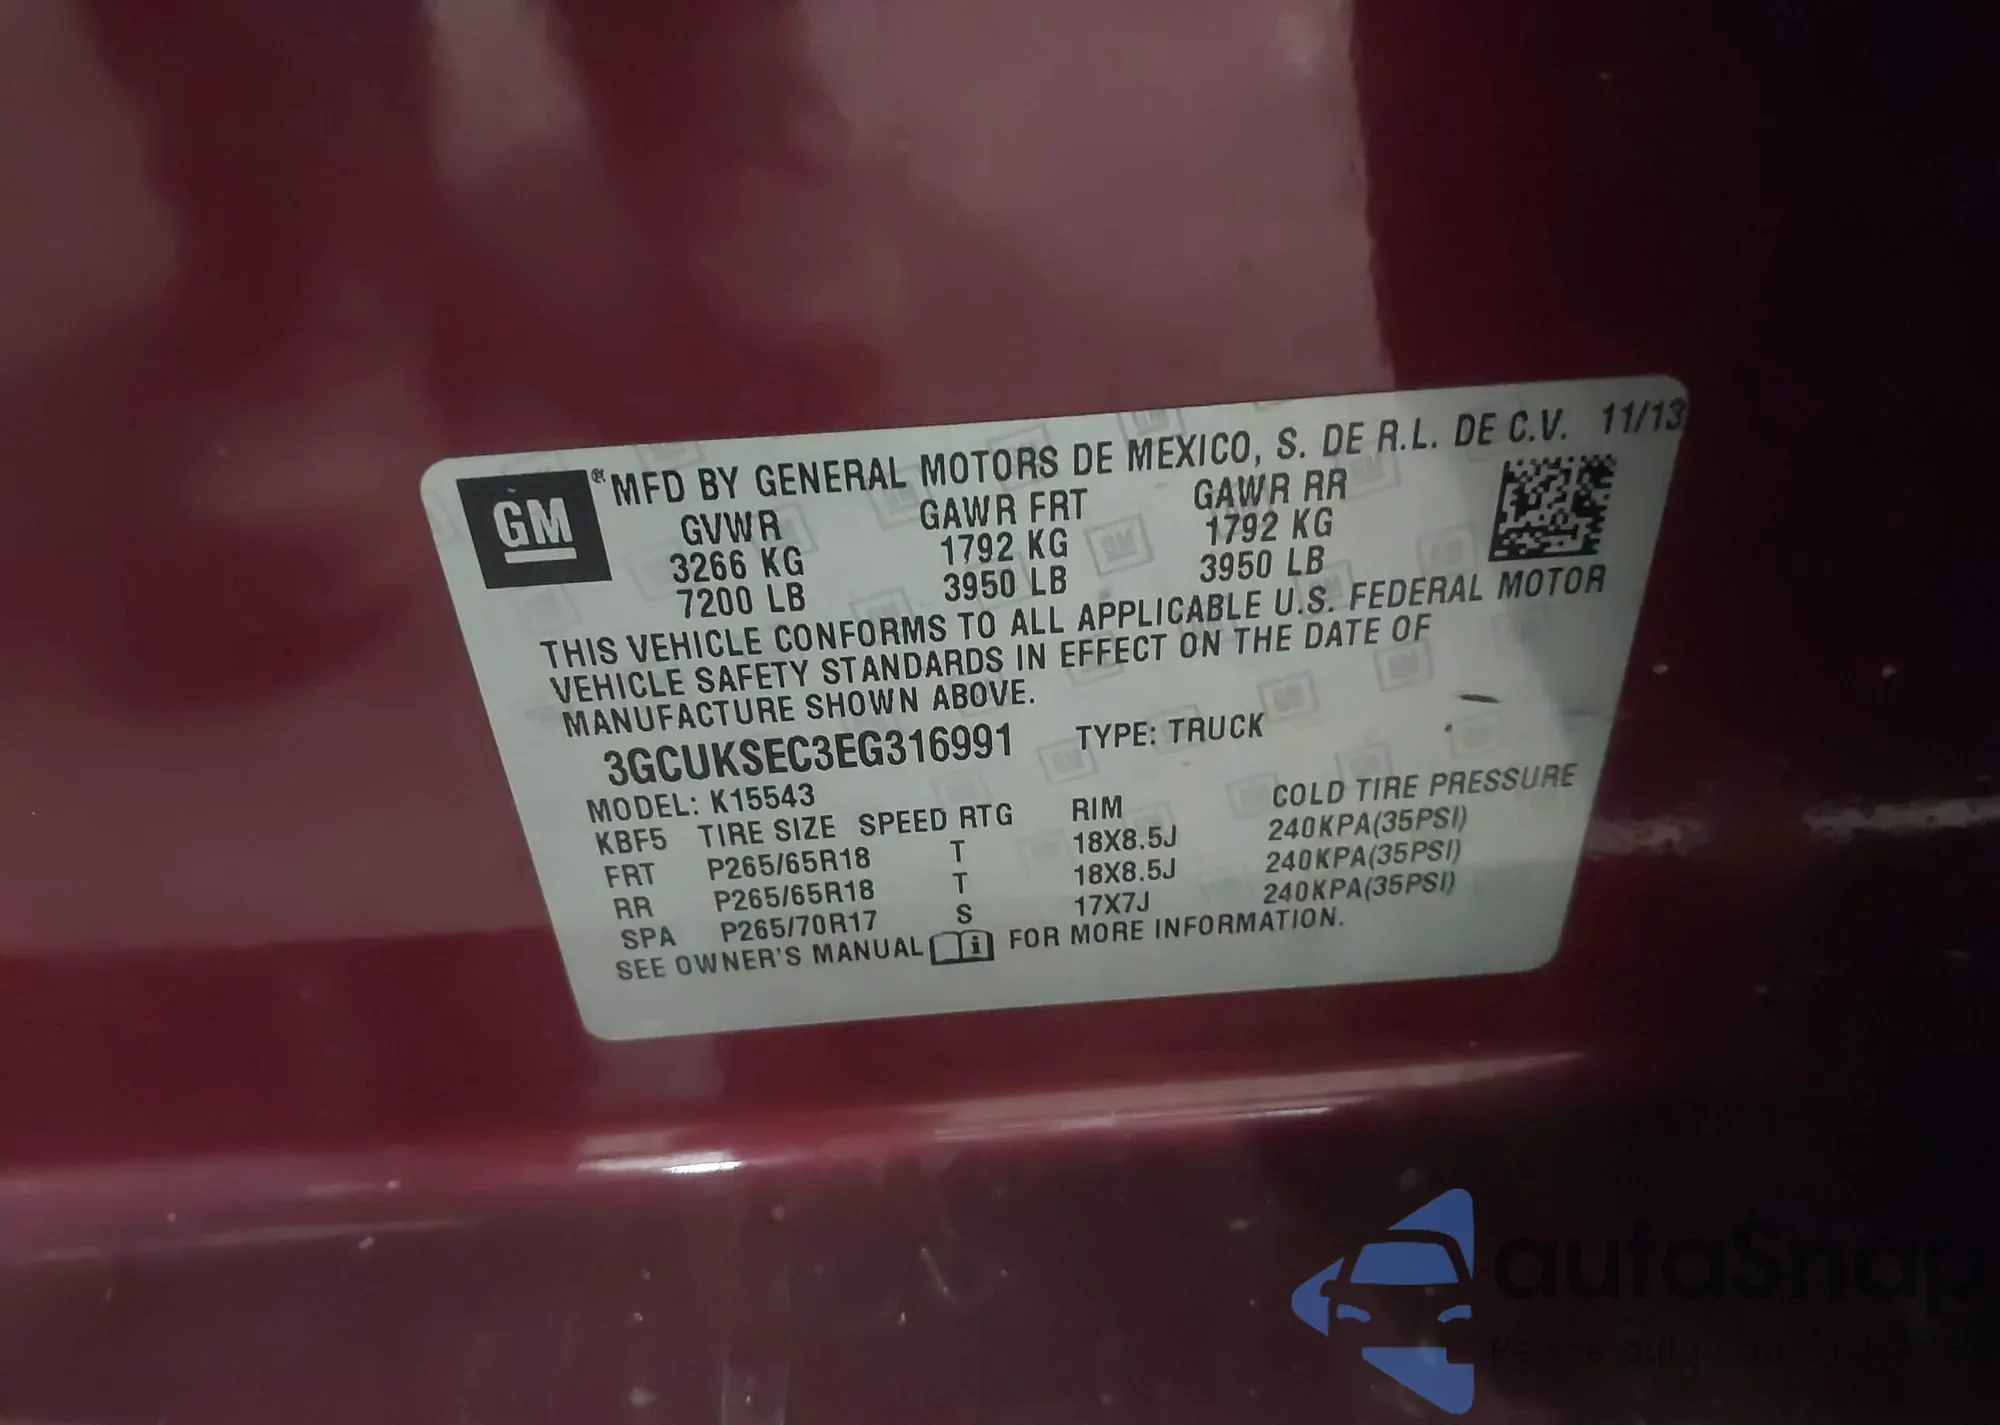 GM ® MFD BY GENERAL MOTORS DE MEXICO, S. DE R.L. DE C.V. 11/13
GVWR GAWR FRT GAWR RR
3266 KG 1792 KG 1792 KG
7200 LB 3950 LB 3950 LB
THIS VEHICLE CONFORMS TO ALL APPLICABLE U.S. FEDERAL MOTOR
VEHICLE SAFETY STANDARDS IN EFFECT ON THE DATE OF
MANUFACTURE SHOWN ABOVE.
3GCUKSEC3EG316991 TYPE: TRUCK
MODEL: K15543
KBF5 TIRE SIZE SPEED RTG RIM COLD TIRE PRESSURE
FRT P265/65R18 T 18X8.5J 240KPA(35PSI)
RR P265/65R18 T 18X8.5J 240KPA(35PSI)
SPA P265/70R17 S 17X7J 240KPA(35PSI)
SEE OWNER'S MANUAL i FOR MORE INFORMATION.
autaSnap